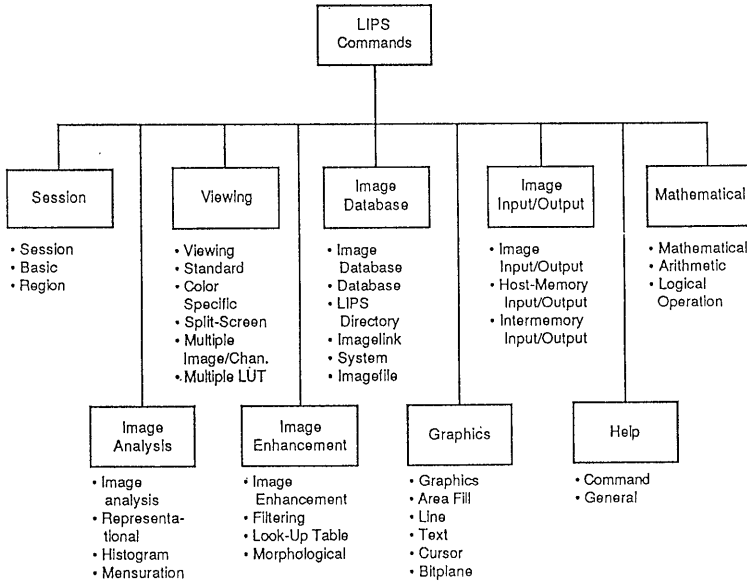 LIPS
Commands
Session
• Session
• Basic
• Region
Viewing
• Viewing
• Standard
• Color
Specific
• Split-Screen
• Multiple
Image/Chan.
• Multiple LUT
Image
Database
• Image
Database
• Database
• LIPS
Directory
• Imagelink
• System
• Imagefile
Image
Input/Output
• Image
Input/Output
• Host-Memory
Input/Output
• Intermemory
Input/Output
Mathematical
• Mathematical
• Arithmetic
• Logical
Operation
Image
Analysis
• Image
analysis
• Representa-
tional
• Histogram
• Mensuration
Image
Enhancement
• Image
Enhancement
• Filtering
• Look-Up Table
• Morphological
Graphics
• Graphics
• Area Fill
• Line
• Text
• Cursor
• Bitplane
Help
• Command
• General